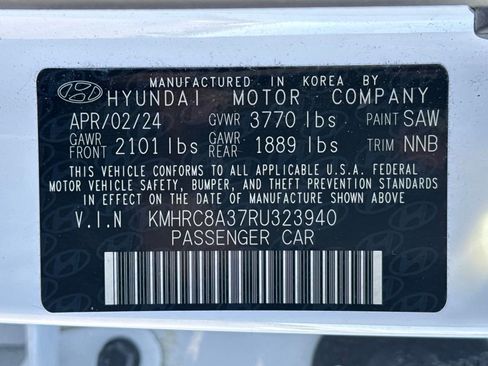 MANUFACTURED IN KOREA BY
HYUNDAI MOTOR COMPANY
APR/02/24 GVWR 3770 lbs PAINT SAW
GAWR FRONT 2101 lbs GAWR REAR 1889 lbs TRIM NNB
THIS VEHICLE CONFORMS TO ALL APPLICABLE U.S.A. FEDERAL
MOTOR VEHICLE SAFETY, BUMPER, AND THEFT PREVENTION
STANDARDS IN EFFECT ON THE DATE OF MANUFACTURE SHOWN ABOVE
V.I.N KMHRC8A37RU323940
PASSENGER CAR